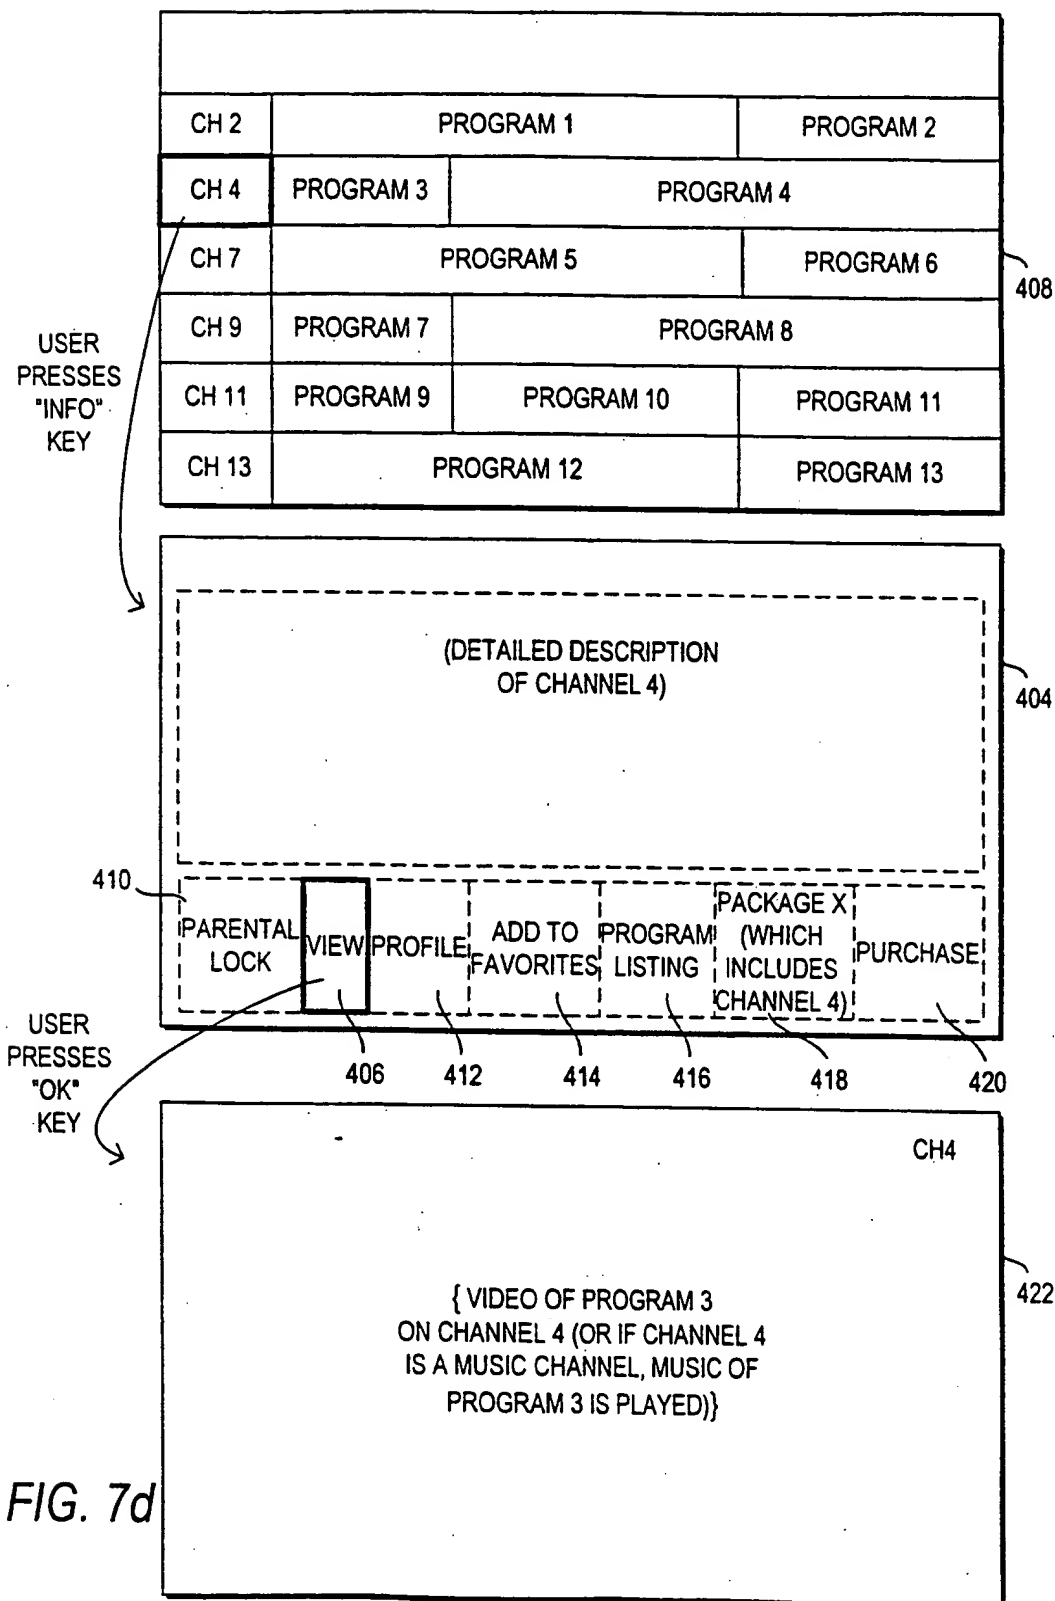 CH 2 PROGRAM 1 PROGRAM 2
CH 4 PROGRAM 3 PROGRAM 4
CH 7 PROGRAM 5 PROGRAM 6
408
CH 9 PROGRAM 7 PROGRAM 8
CH 11 PROGRAM 9 PROGRAM 10 PROGRAM 11
CH 13 PROGRAM 12 PROGRAM 13
USER
PRESSES
"INFO"
KEY
(DETAILED DESCRIPTION
OF CHANNEL 4)
404
410
PARENTAL
LOCK
VIEW
PROFILE
ADD TO
FAVORITES
PROGRAM
LISTING
PACKAGE X
(WHICH
INCLUDES
CHANNEL 4)
PURCHASE
406 412 414 416 418 420
USER
PRESSES
"OK"
KEY
CH4
422
{ VIDEO OF PROGRAM 3
ON CHANNEL 4 (OR IF CHANNEL 4
IS A MUSIC CHANNEL, MUSIC OF
PROGRAM 3 IS PLAYED)}
FIG. 7d